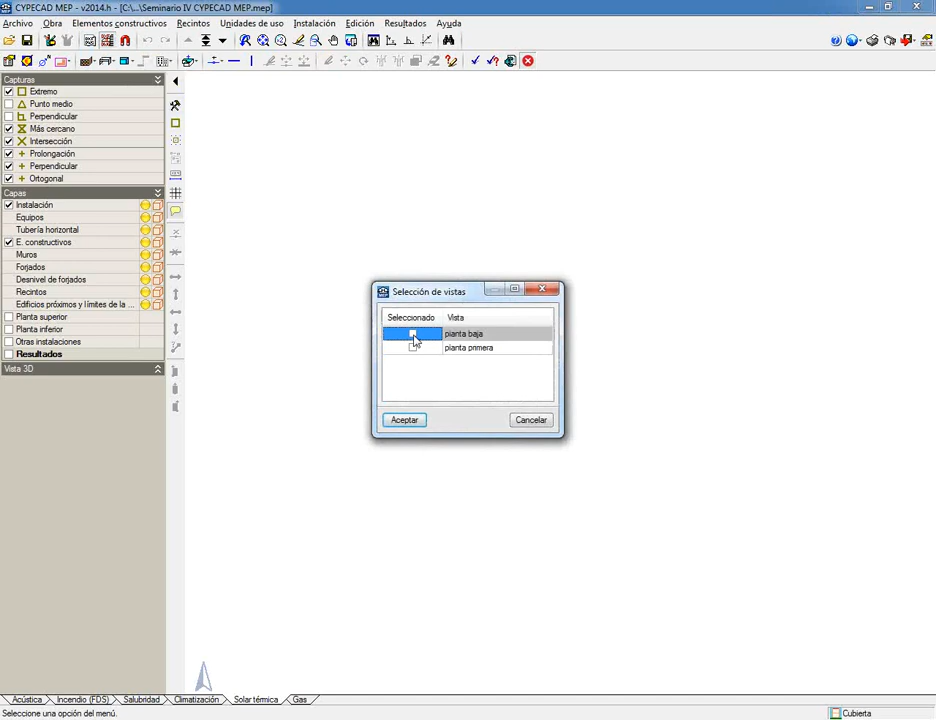 CYPECAD MEP - v2014.h - [C:\...\Seminario IV CYPECAD MEP.mep]
Archivo Obra Elementos constructivos Recintos Unidades de uso Instalación Edición Resultados Ayuda
Capturas
Extremo
Punto medio
Perpendicular
Más cercano
Intersección
Prolongación
Perpendicular
Ortogonal
Capas
Instalación
Equipos
Tubería horizontal
E. constructivos
Muros
Forjados
Desnivel de forjados
Recintos
Edificios próximos y límites de la ...
Planta superior
Planta inferior
Otras instalaciones
Resultados
Vista 3D
Selección de vistas
Seleccionado Vista
planta baja
planta primera
Aceptar Cancelar
Acústica Incendio (FDS) Salubridad Climatización Solar térmica Gas
Seleccione una opción del menú. Cubierta